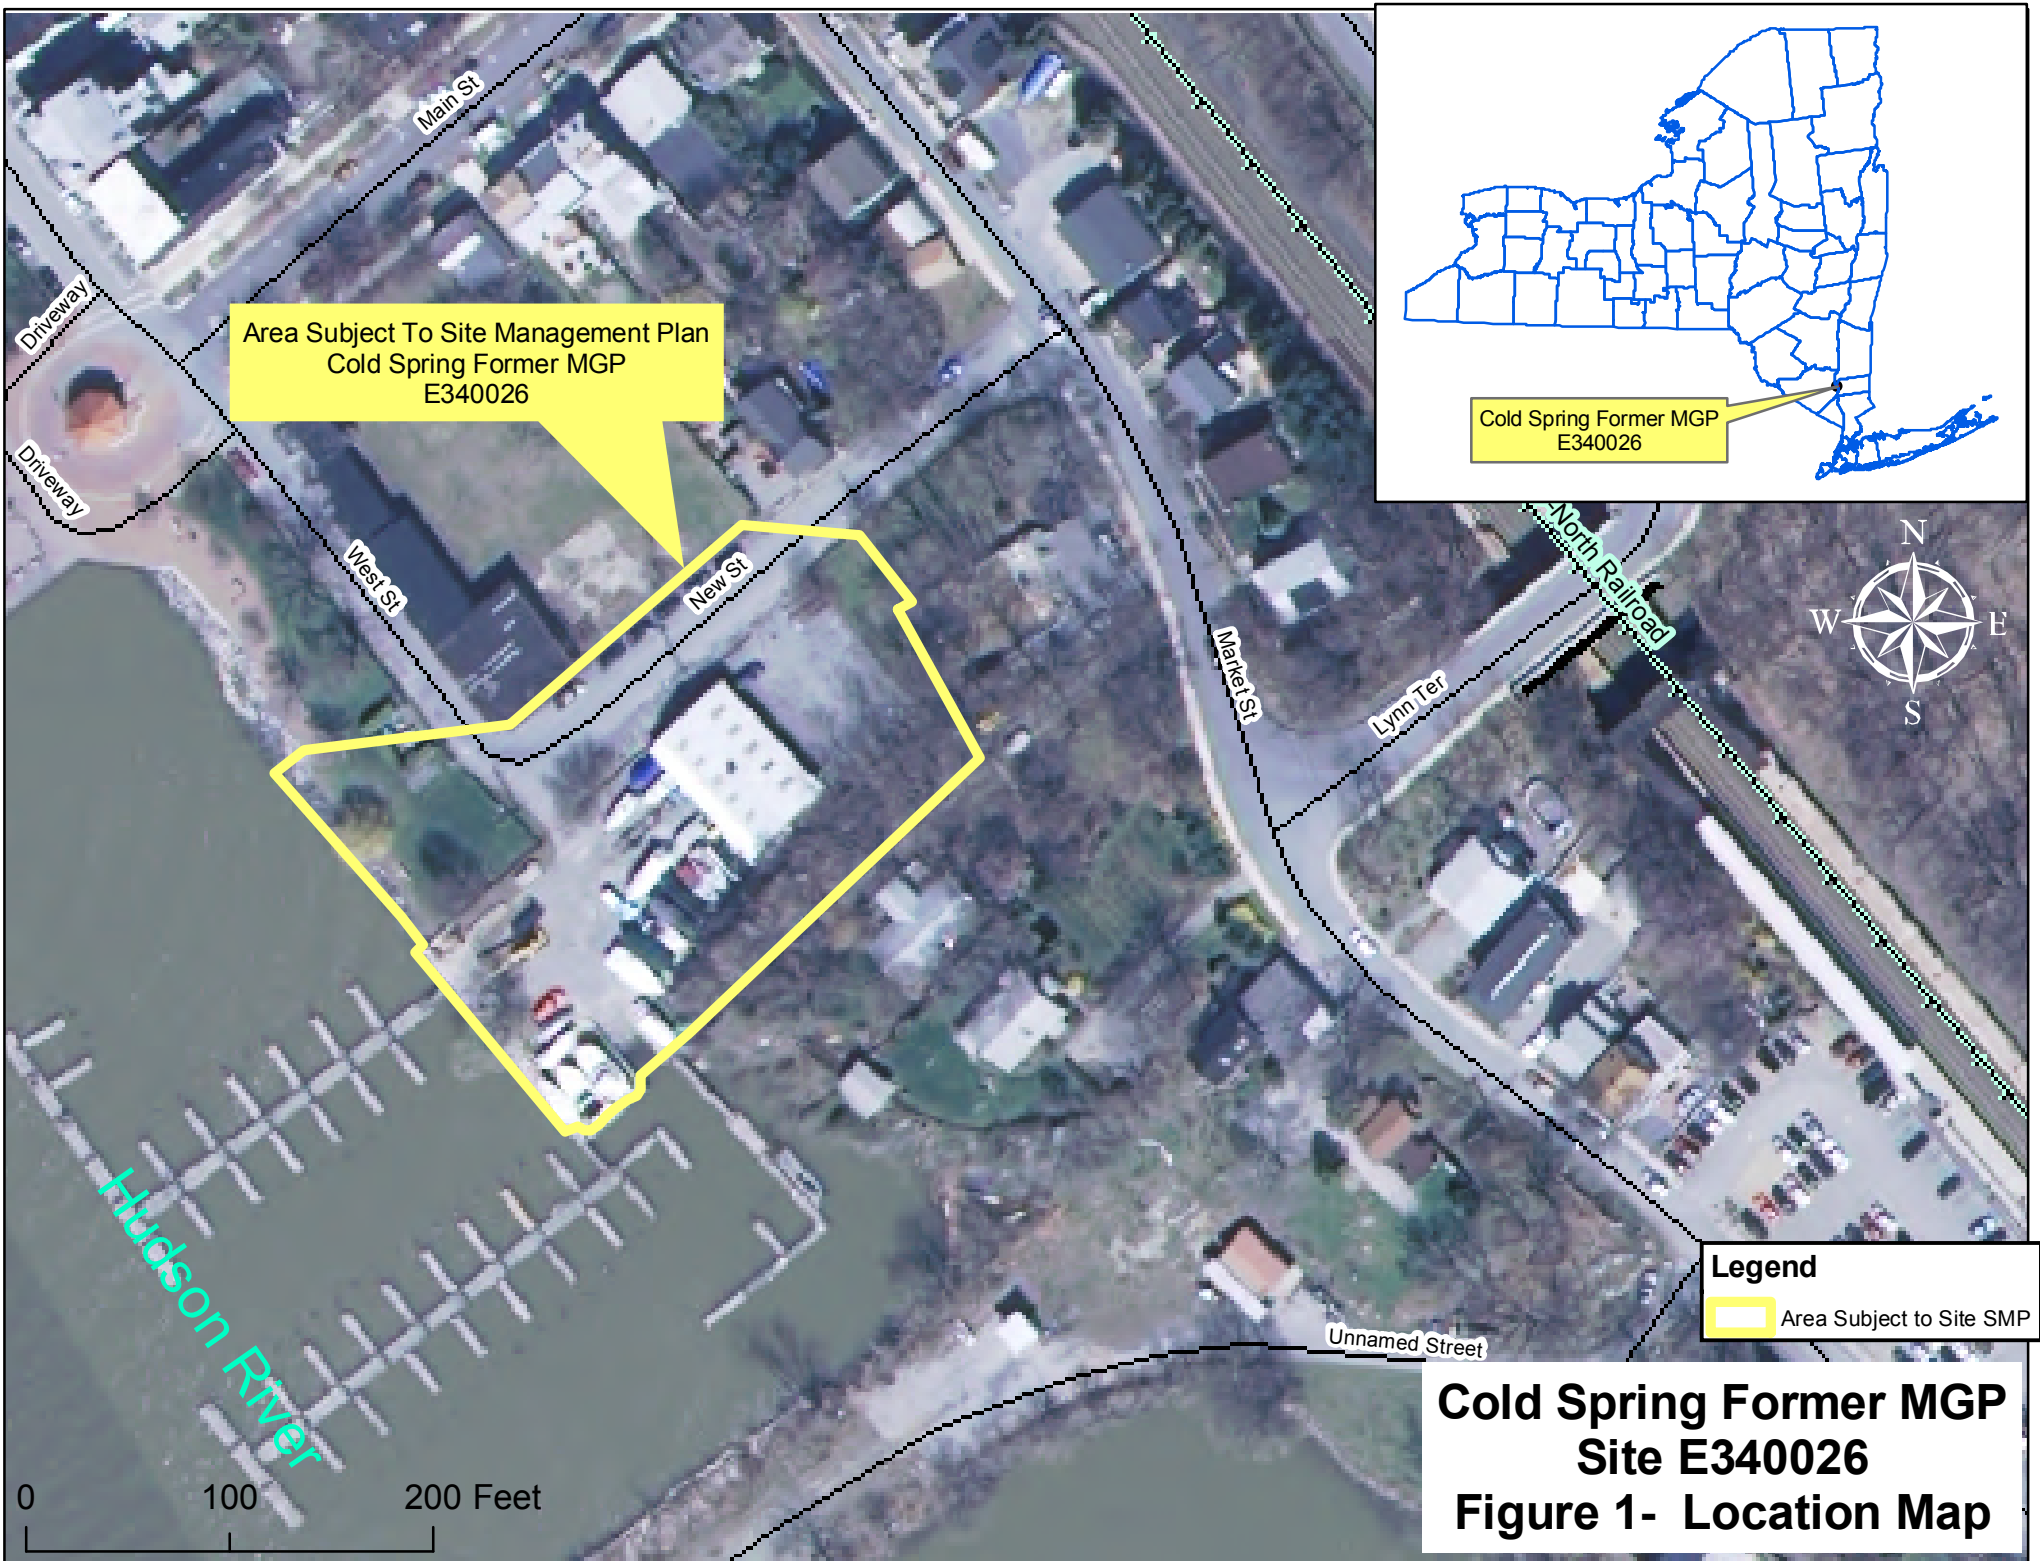 Main St
Driveway
Area Subject To Site Management Plan
Cold Spring Former MGP
E340026
Driveway
West St
New St
Cold Spring Former MGP
E340026
North Railroad
N
W
E
S
Market St
Lynn Ter
Hudson River
Unnamed Street
Legend
Area Subject to Site SMP
0 100 200 Feet
Cold Spring Former MGP
Site E340026
Figure 1- Location Map